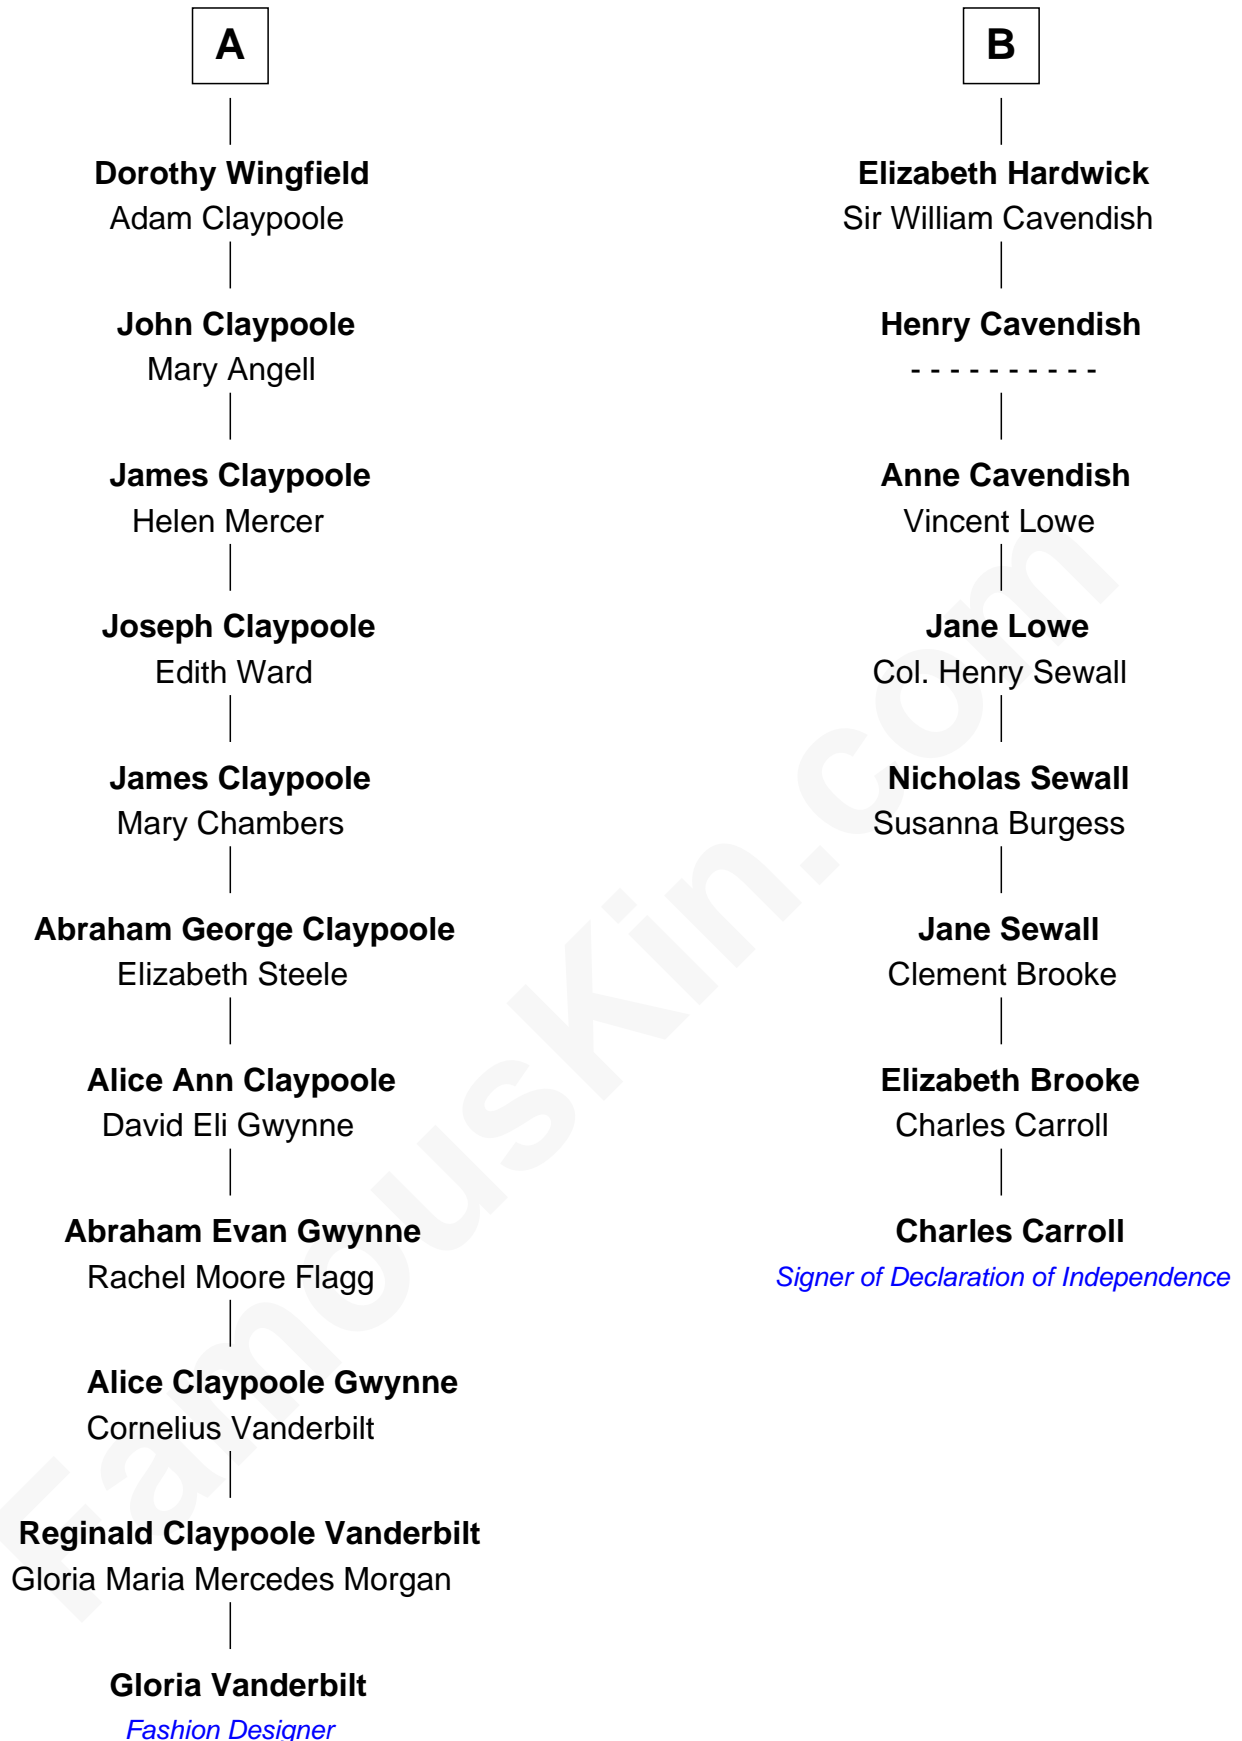 A
Dorothy Wingfield
Adam Claypoole
John Claypoole
Mary Angell
James Claypoole
Helen Mercer
Joseph Claypoole
Edith Ward
James Claypoole
Mary Chambers
Abraham George Claypoole
Elizabeth Steele
Alice Ann Claypoole
David Eli Gwynne
Abraham Evan Gwynne
Rachel Moore Flagg
Alice Claypoole Gwynne
Cornelius Vanderbilt
Reginald Claypoole Vanderbilt
Gloria Maria Mercedes Morgan
Gloria Vanderbilt
Fashion Designer
B
Elizabeth Hardwick
Sir William Cavendish
Henry Cavendish
- - - - - - - - - -
Anne Cavendish
Vincent Lowe
Jane Lowe
Col. Henry Sewall
Nicholas Sewall
Susanna Burgess
Jane Sewall
Clement Brooke
Elizabeth Brooke
Charles Carroll
Charles Carroll
Signer of Declaration of Independence
FamousKin.com